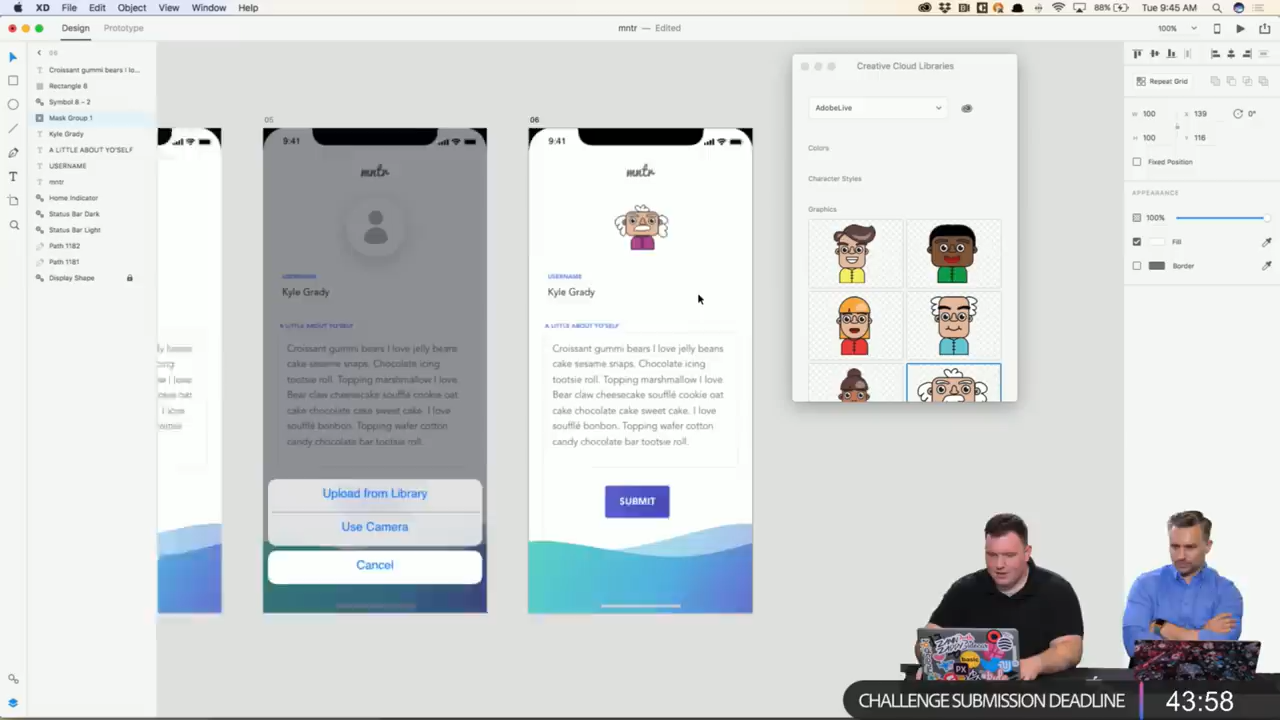 XD File Edit Object View Window Help
88% Tue 9:45 AM
Design Prototype
mntr — Edited
100%
06
Croissant gummi bears I lo...
Rectangle 8
Symbol 8 – 2
Mask Group 1
Kyle Grady
A LITTLE ABOUT YO'SELF
USERNAME
mntr
Home Indicator
Status Bar Dark
Status Bar Light
Path 1182
Path 1181
Display Shape
05
9:41
mntr
USERNAME
Kyle Grady
A LITTLE ABOUT YO'SELF
Croissant gummi bears I love jelly beans
cake sesame snaps. Chocolate icing
tootsie roll. Topping marshmallow I love
Bear claw cheesecake soufflé cookie oat
cake chocolate cake sweet cake. I love
soufflé bonbon. Topping wafer cotton
candy chocolate bar tootsie roll.
Upload from Library
Use Camera
Cancel
06
9:41
mntr
USERNAME
Kyle Grady
A LITTLE ABOUT YO'SELF
Croissant gummi bears I love jelly beans
cake sesame snaps. Chocolate icing
tootsie roll. Topping marshmallow I love
Bear claw cheesecake soufflé cookie oat
cake chocolate cake sweet cake. I love
soufflé bonbon. Topping wafer cotton
candy chocolate bar tootsie roll.
SUBMIT
Creative Cloud Libraries
AdobeLive
Colors
Character Styles
Graphics
Repeat Grid
W 100 X 139 0°
H 100 Y 116
Fixed Position
APPEARANCE
100%
Fill
Border
basic
PX
CHALLENGE SUBMISSION DEADLINE 43:58